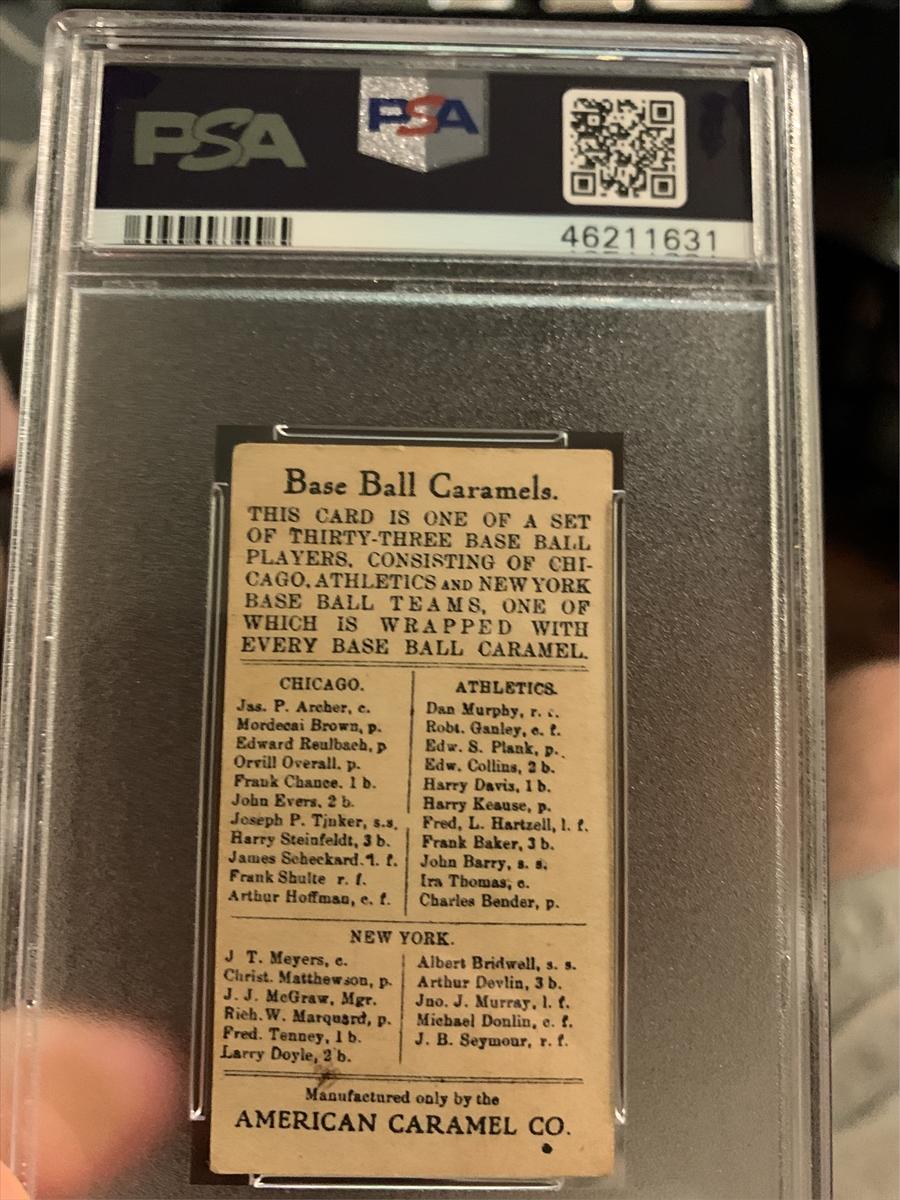 PSA
PSA
46211631
Base Ball Caramels.
THIS CARD IS ONE OF A SET
OF THIRTY-THREE BASE BALL
PLAYERS, CONSISTING OF CHI-
CAGO, ATHLETICS AND NEW YORK
BASE BALL TEAMS, ONE OF
WHICH IS WRAPPED WITH
EVERY BASE BALL CARAMEL.
CHICAGO.
Jas. P. Archer, c.
Mordecai Brown, p.
Edward Reulbach, p
Orvill Overall, p.
Frank Chance, 1 b.
John Evers, 2 b.
Joseph P. Tinker, s.s.
Harry Steinfeldt, 3 b.
James Scheckard, l. f.
Frank Shulte r. f.
Arthur Hoffman, c. f.
ATHLETICS.
Dan Murphy, r.
Robt. Ganley, c. f.
Edw. S. Plank, p.
Edw. Collins, 2 b.
Harry Davis, 1 b.
Harry Keause, p.
Fred, L. Hartzell, l. f.
Frank Baker, 3 b.
John Barry, s. s.
Ira Thomas, c.
Charles Bender, p.
NEW YORK.
J T. Meyers, c.
Christ. Matthewson, p.
J. J. McGraw, Mgr.
Rich. W. Marquard, p.
Fred. Tenney, 1 b.
Larry Doyle, 2 b.
Albert Bridwell, s. s.
Arthur Devlin, 3 b.
Jno. J. Murray, l. f.
Michael Donlin, c. f.
J. B. Seymour, r. f.
Manufactured only by the
AMERICAN CARAMEL CO.